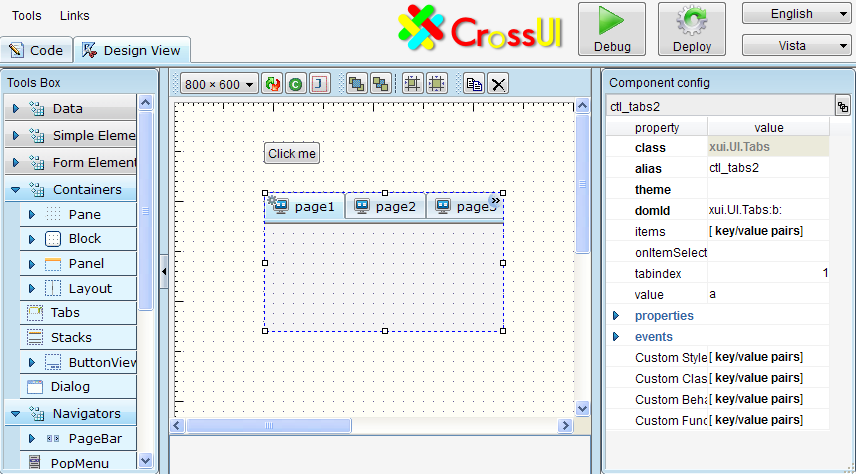 Tools Links
CrossUI
Debug
Deploy
English
Vista
Code Design View
Tools Box
Data
Simple Eleme
Form Element
Containers
Pane
Block
Panel
Layout
Tabs
Stacks
ButtonView
Dialog
Navigators
PageBar
PopMenu
800 × 600
Click me
page1 page2 page3
Component config
ctl_tabs2
property value
class xui.UI.Tabs
alias ctl_tabs2
theme
domId xui.UI.Tabs:b:
items [ key/value pairs]
onItemSelect
tabindex 1
value a
properties
events
Custom Style [ key/value pairs]
Custom Clas [ key/value pairs]
Custom Beha [ key/value pairs]
Custom Func [ key/value pairs]